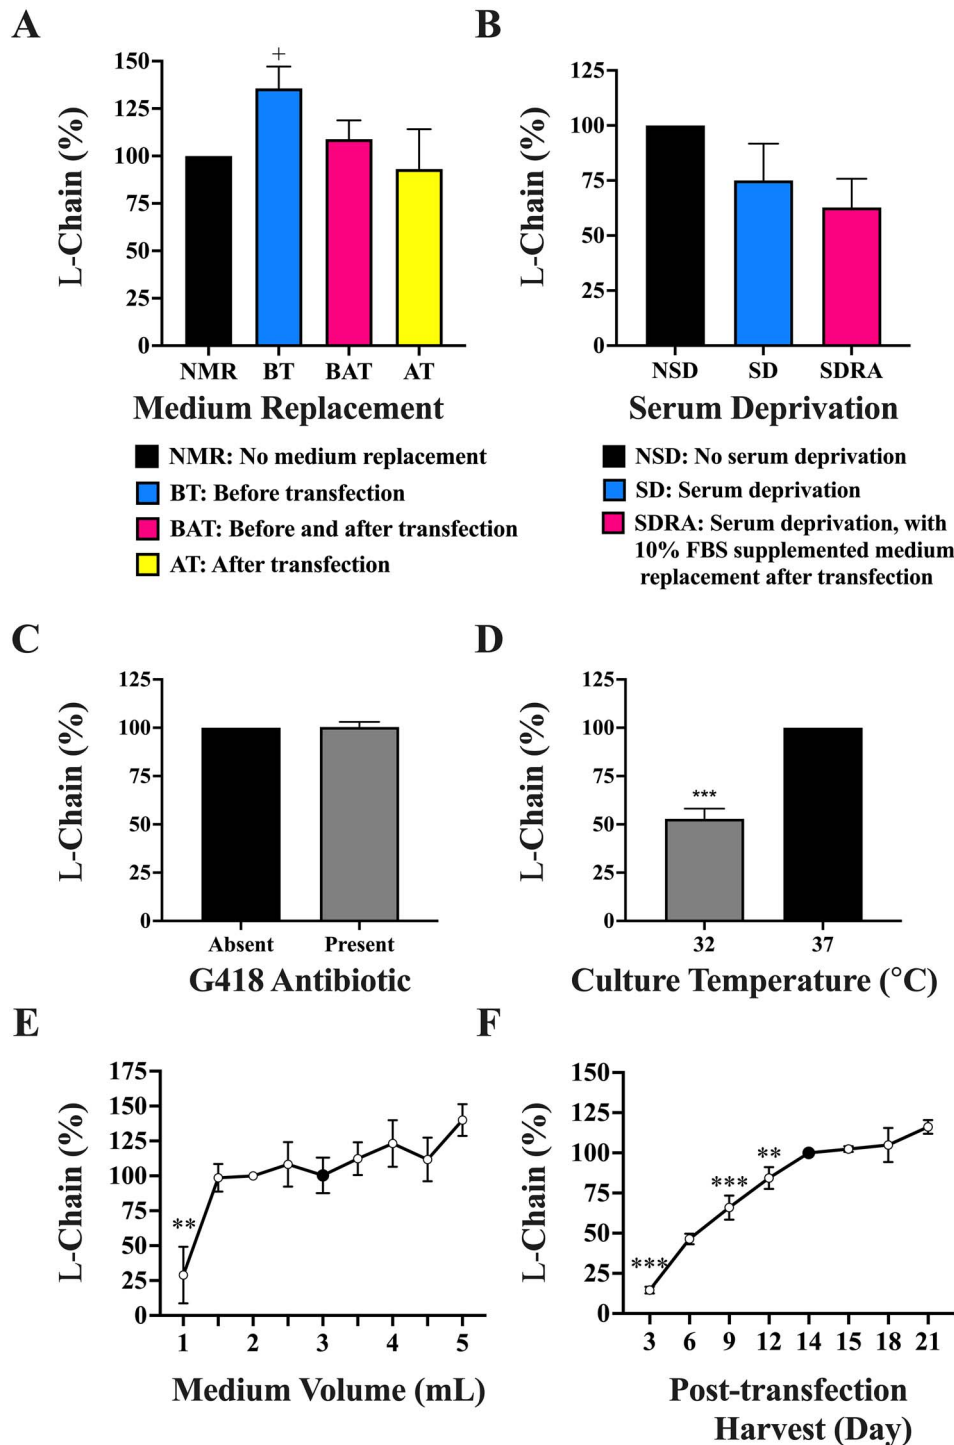 A
L-Chain (%)
150
125
100
75
50
25
0
+
NMR BT BAT AT
Medium Replacement
NMR: No medium replacement
BT: Before transfection
BAT: Before and after transfection
AT: After transfection
B
L-Chain (%)
125
100
75
50
25
0
NSD SD SDRA
Serum Deprivation
NSD: No serum deprivation
SD: Serum deprivation
SDRA: Serum deprivation, with
10% FBS supplemented medium
replacement after transfection
C
L-Chain (%)
125
100
75
50
25
0
Absent Present
G418 Antibiotic
D
L-Chain (%)
125
100
75
50
25
0
***
32 37
Culture Temperature (°C)
E
L-Chain (%)
175
150
125
100
75
50
25
0
**
1 2 3 4 5
Medium Volume (mL)
F
L-Chain (%)
150
125
100
75
50
25
0
***
***
**
3 6 9 12 14 15 18 21
Post-transfection
Harvest (Day)